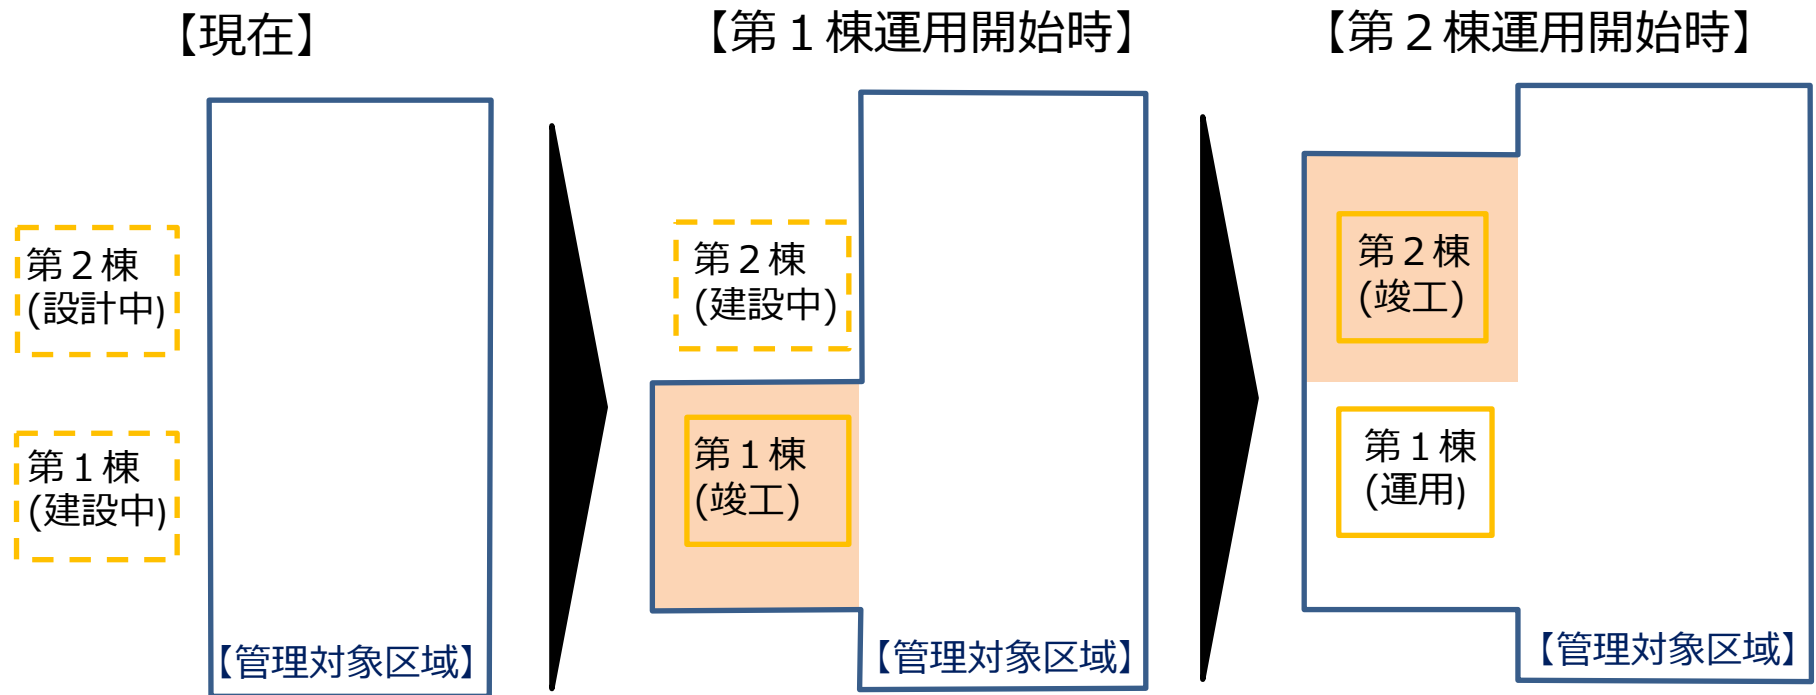 【現在】
第２棟
(設計中)
第１棟
(建設中)
【管理対象区域】
【第１棟運用開始時】
第２棟
(建設中)
第１棟
(竣工)
【管理対象区域】
【第２棟運用開始時】
第２棟
(竣工)
第１棟
(運用)
【管理対象区域】